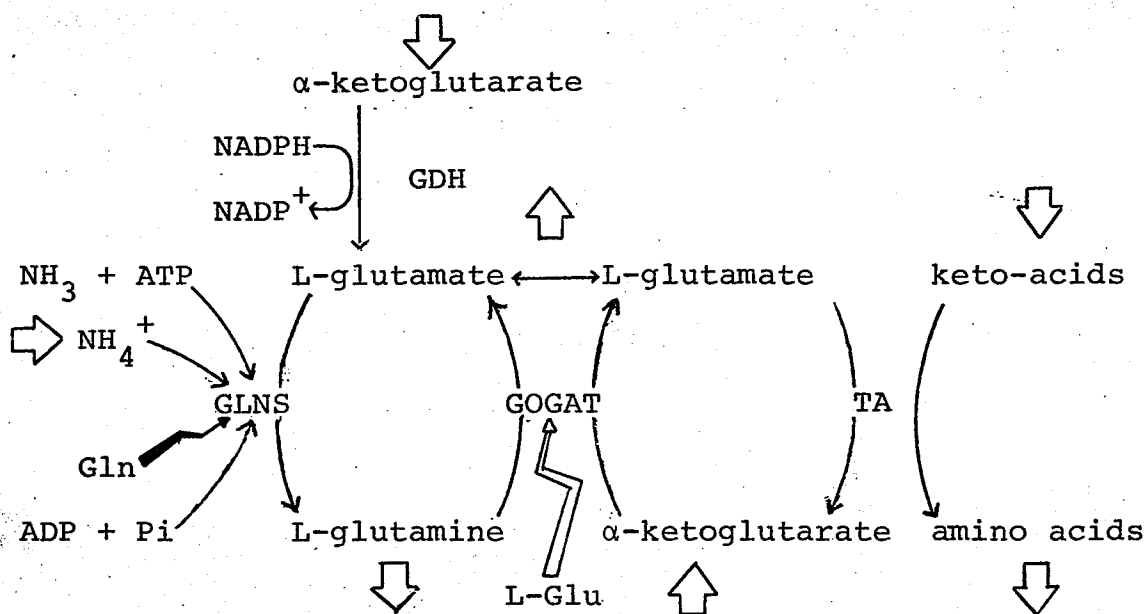 α-ketoglutarate
NADPH
GDH
NADP+
L-glutamate L-glutamate keto-acids
NH3 + ATP
NH4+
GLNS GOGAT TA
Gln
ADP + Pi L-glutamine α-ketoglutarate amino acids
L-Glu